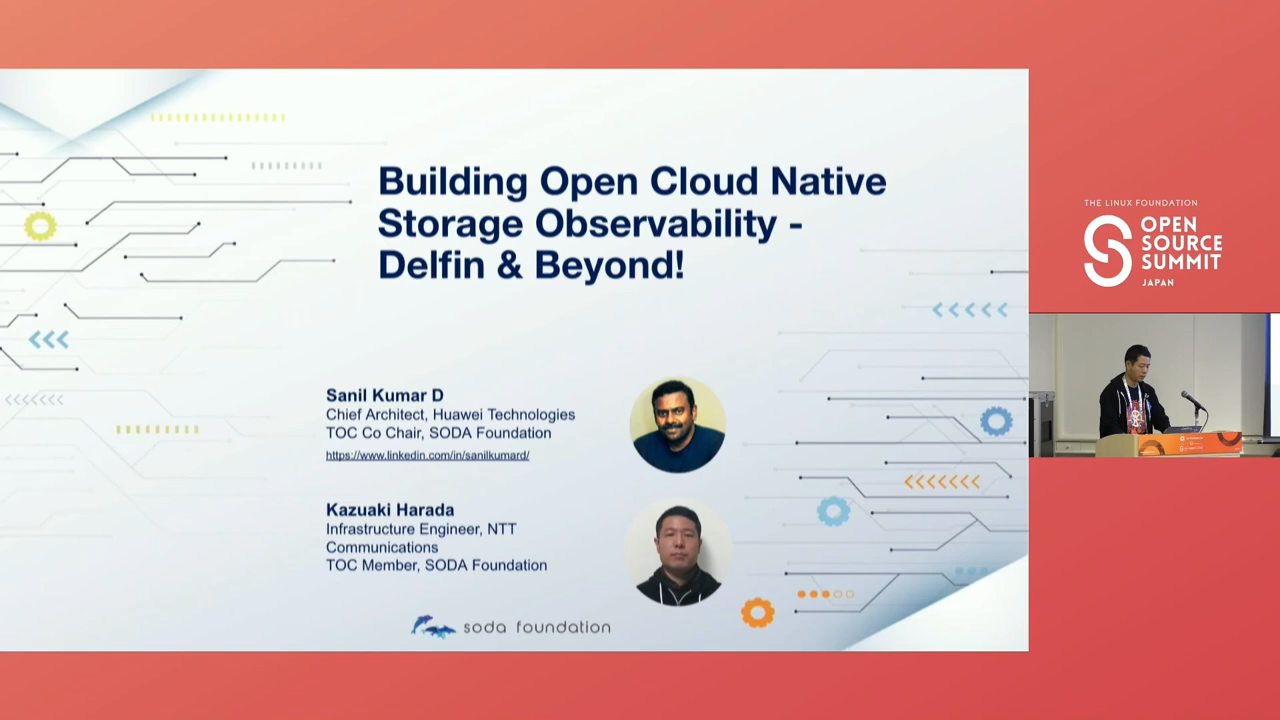 Building Open Cloud Native
Storage Observability -
Delfin & Beyond!
Sanil Kumar D
Chief Architect, Huawei Technologies
TOC Co Chair, SODA Foundation
https://www.linkedin.com/in/sanilkumard/
Kazuaki Harada
Infrastructure Engineer, NTT
Communications
TOC Member, SODA Foundation
soda foundation
THE LINUX FOUNDATION
OPEN
SOURCE
SUMMIT
JAPAN